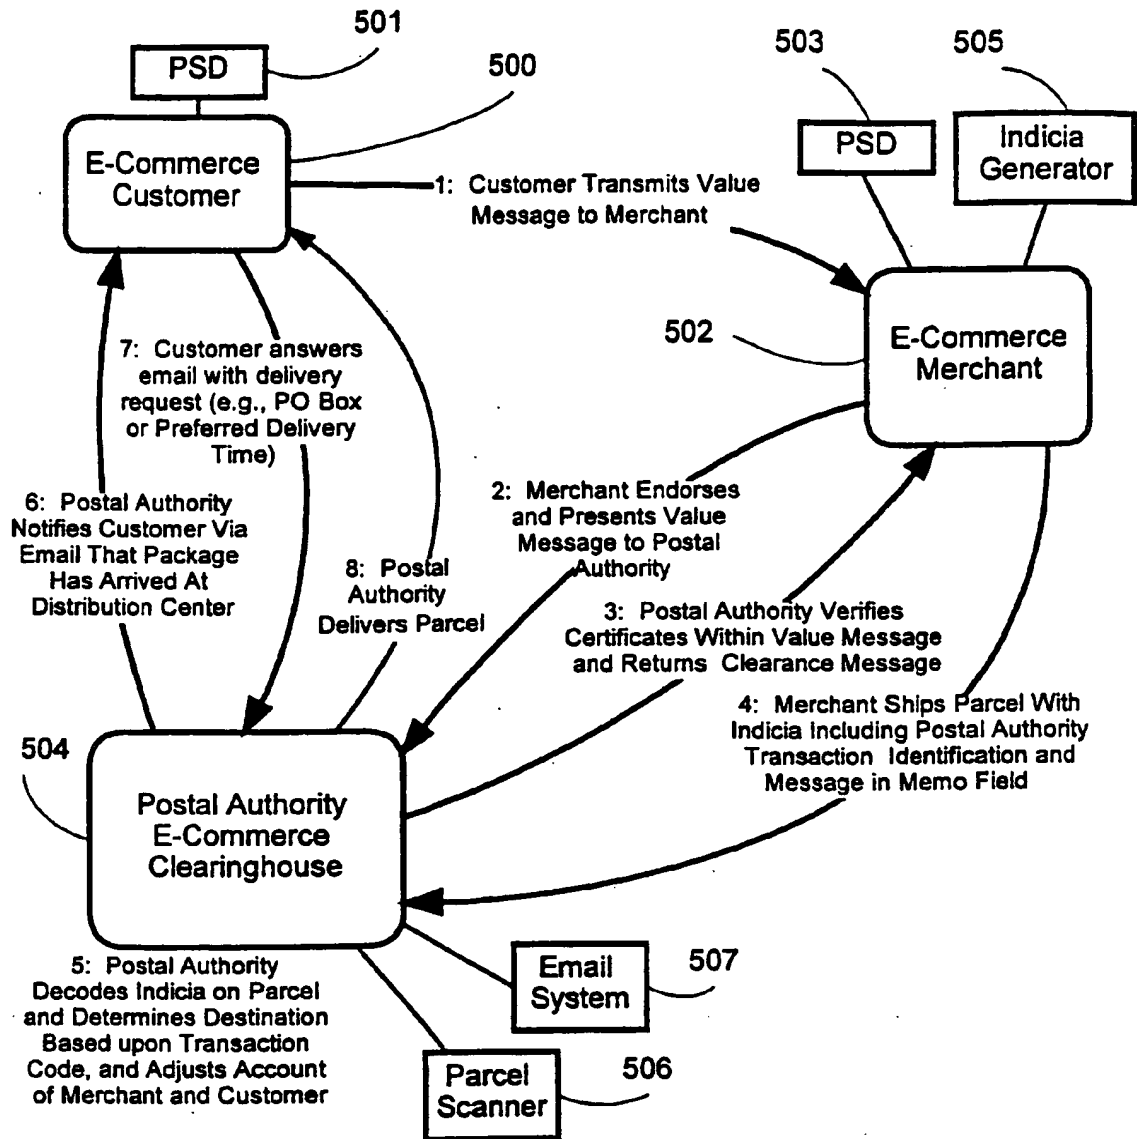 501
PSD
500
503
505
PSD
Indicia
Generator
E-Commerce
Customer
1: Customer Transmits Value
Message to Merchant
502
E-Commerce
Merchant
7: Customer answers
email with delivery
request (e.g., PO Box
or Preferred Delivery
Time)
6: Postal Authority
Notifies Customer Via
Email That Package
Has Arrived At
Distribution Center
8: Postal
Authority
Delivers Parcel
2: Merchant Endorses
and Presents Value
Message to Postal
Authority
3: Postal Authority Verifies
Certificates Within Value Message
and Returns Clearance Message
4: Merchant Ships Parcel With
Indicia Including Postal Authority
Transaction Identification and
Message in Memo Field
504
Postal Authority
E-Commerce
Clearinghouse
5: Postal Authority
Decodes Indicia on Parcel
and Determines Destination
Based upon Transaction
Code, and Adjusts Account
of Merchant and Customer
Email
System
507
Parcel
Scanner
506